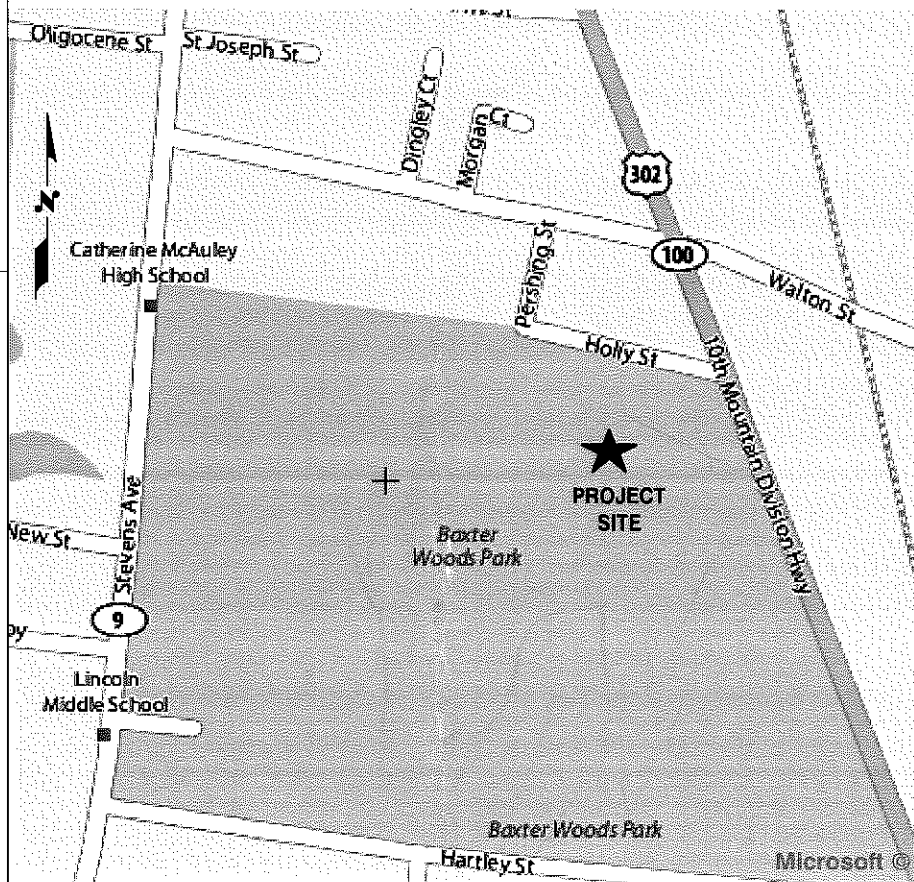 Oligocene St
St Joseph St
Dingley Ct
Morgan Ct
302
N
Catherine McAuley
High School
100
Pershing St
Walton St
Holly St
10th Mountain Division Hwy
PROJECT
SITE
Stevens Ave
New St
Baxter
Woods Park
9
Lincoln
Middle School
Baxter Woods Park
Hartley St
Microsoft ©